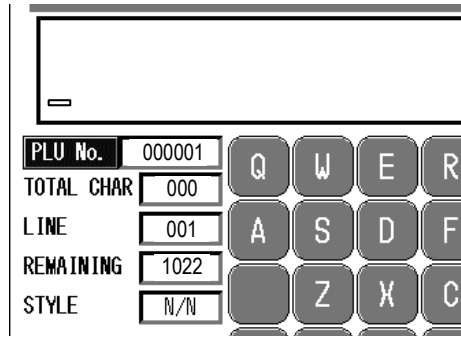 PLU No. 000001
TOTAL CHAR 000
LINE 001
REMAINING 1022
STYLE N/N
Q W E R
A S D F
Z X C